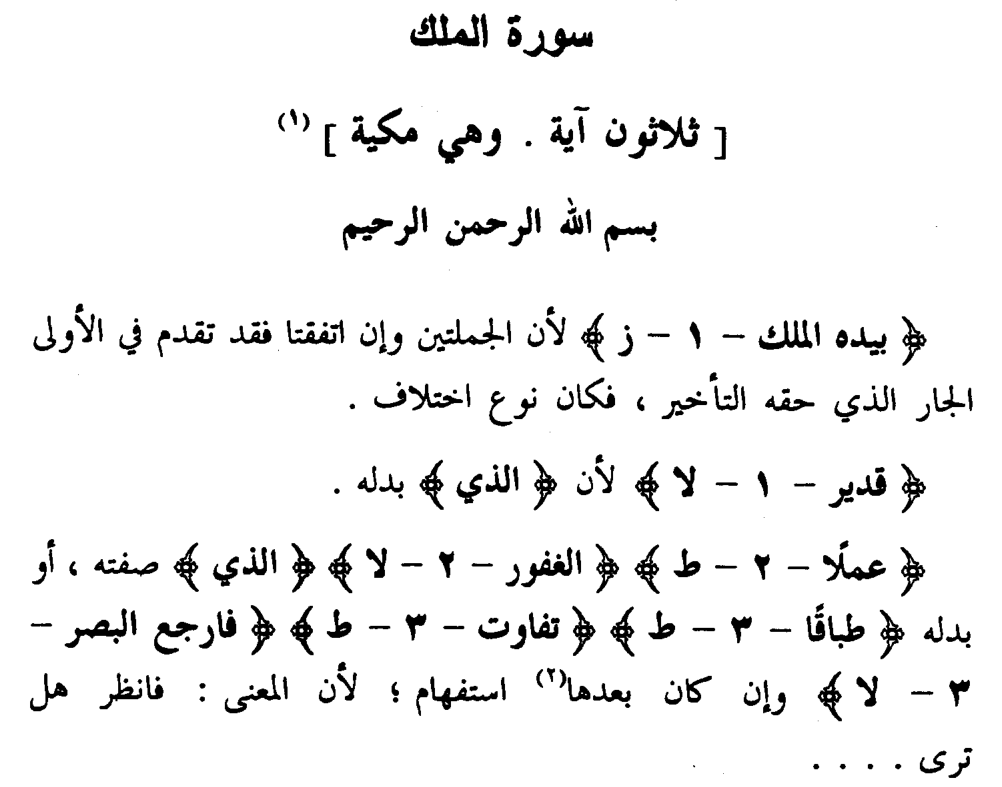 سورة الملك
[ ثلاثون آية . وهي مكية ] (١)
بسم الله الرحمن الرحيم
﴿ بيده الملك – ١ – ز ﴾ لأن الجملتين وإن اتفقتا فقد تقدم في الأولى
الجار الذي حقه التأخير ، فكان نوع اختلاف .
﴿ قدير – ١ – لا ﴾ لأن ﴿ الذي ﴾ بدله .
﴿ عملًا – ٢ – ط ﴾ ﴿ الغفور – ٢ – لا ﴾ ﴿ الذي ﴾ صفته ، أو
بدله ﴿ طباقًا – ٣ – ط ﴾ ﴿ تفاوت – ٣ – ط ﴾ ﴿ فارجع البصر –
٣ – لا ﴾ وإن كان بعدها(٢) استفهام ؛ لأن المعنى : فانظر هل
ترى . . . .